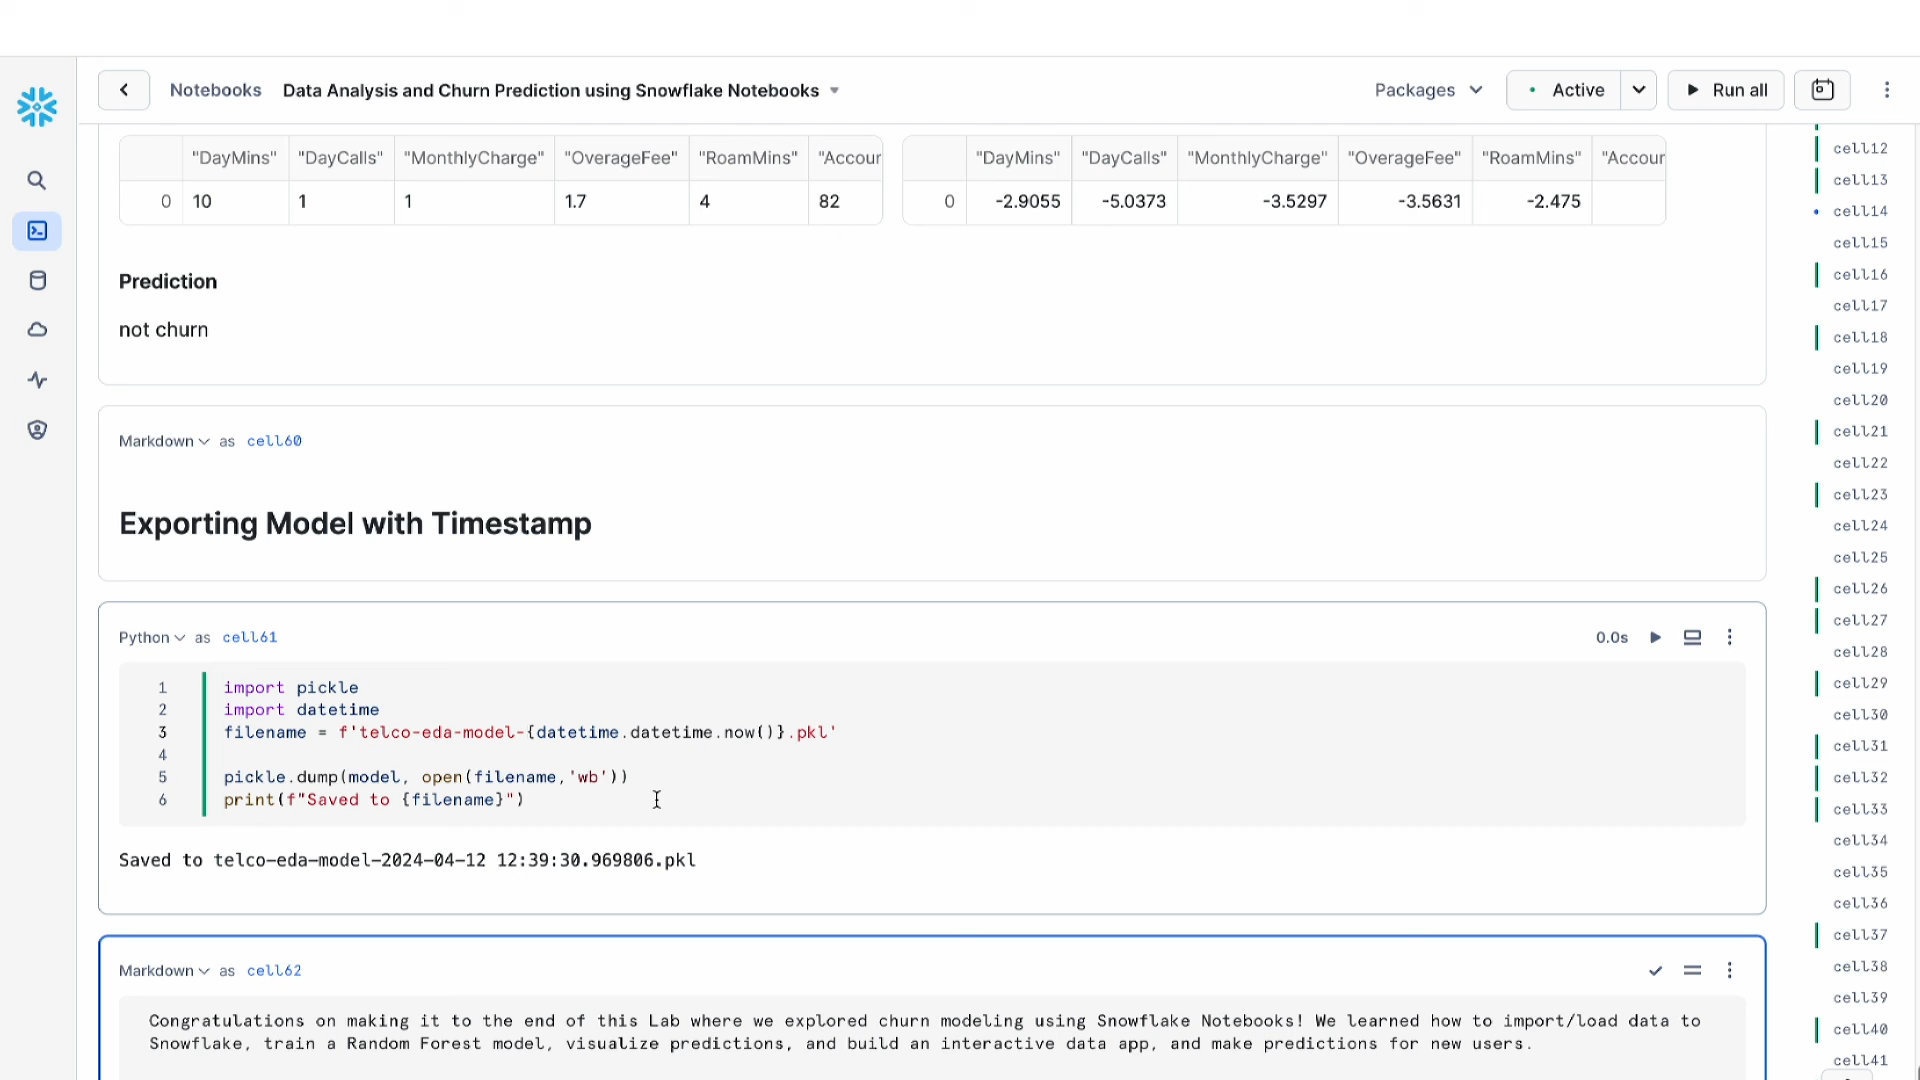 Notebooks Data Analysis and Churn Prediction using Snowflake Notebooks Packages Active Run all
"DayMins" "DayCalls" "MonthlyCharge" "OverageFee" "RoamMins" "Accour
0 10 1 1 1.7 4 82
"DayMins" "DayCalls" "MonthlyCharge" "OverageFee" "RoamMins" "Accour
0 -2.9055 -5.0373 -3.5297 -3.5631 -2.475
Prediction
not churn
Markdown as cell60
Exporting Model with Timestamp
Python as cell61 0.0s
1 import pickle
2 import datetime
3 filename = f'telco-eda-model-{datetime.datetime.now()}.pkl'
4
5 pickle.dump(model, open(filename,'wb'))
6 print(f"Saved to {filename}")
Saved to telco-eda-model-2024-04-12 12:39:30.969806.pkl
Markdown as cell62
Congratulations on making it to the end of this Lab where we explored churn modeling using Snowflake Notebooks! We learned how to import/load data to
Snowflake, train a Random Forest model, visualize predictions, and build an interactive data app, and make predictions for new users.
cell12
cell13
cell14
cell15
cell16
cell17
cell18
cell19
cell20
cell21
cell22
cell23
cell24
cell25
cell26
cell27
cell28
cell29
cell30
cell31
cell32
cell33
cell34
cell35
cell36
cell37
cell38
cell39
cell40
cell41